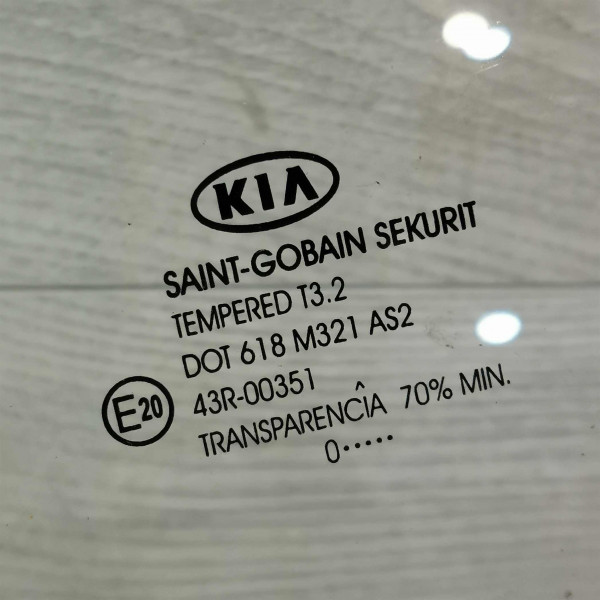 KIA
SAINT-GOBAIN SEKURIT
TEMPERED T3.2
DOT 618 M321 AS2
43R-00351
E20
TRANSPARENCÎA 70% MIN.
0·····